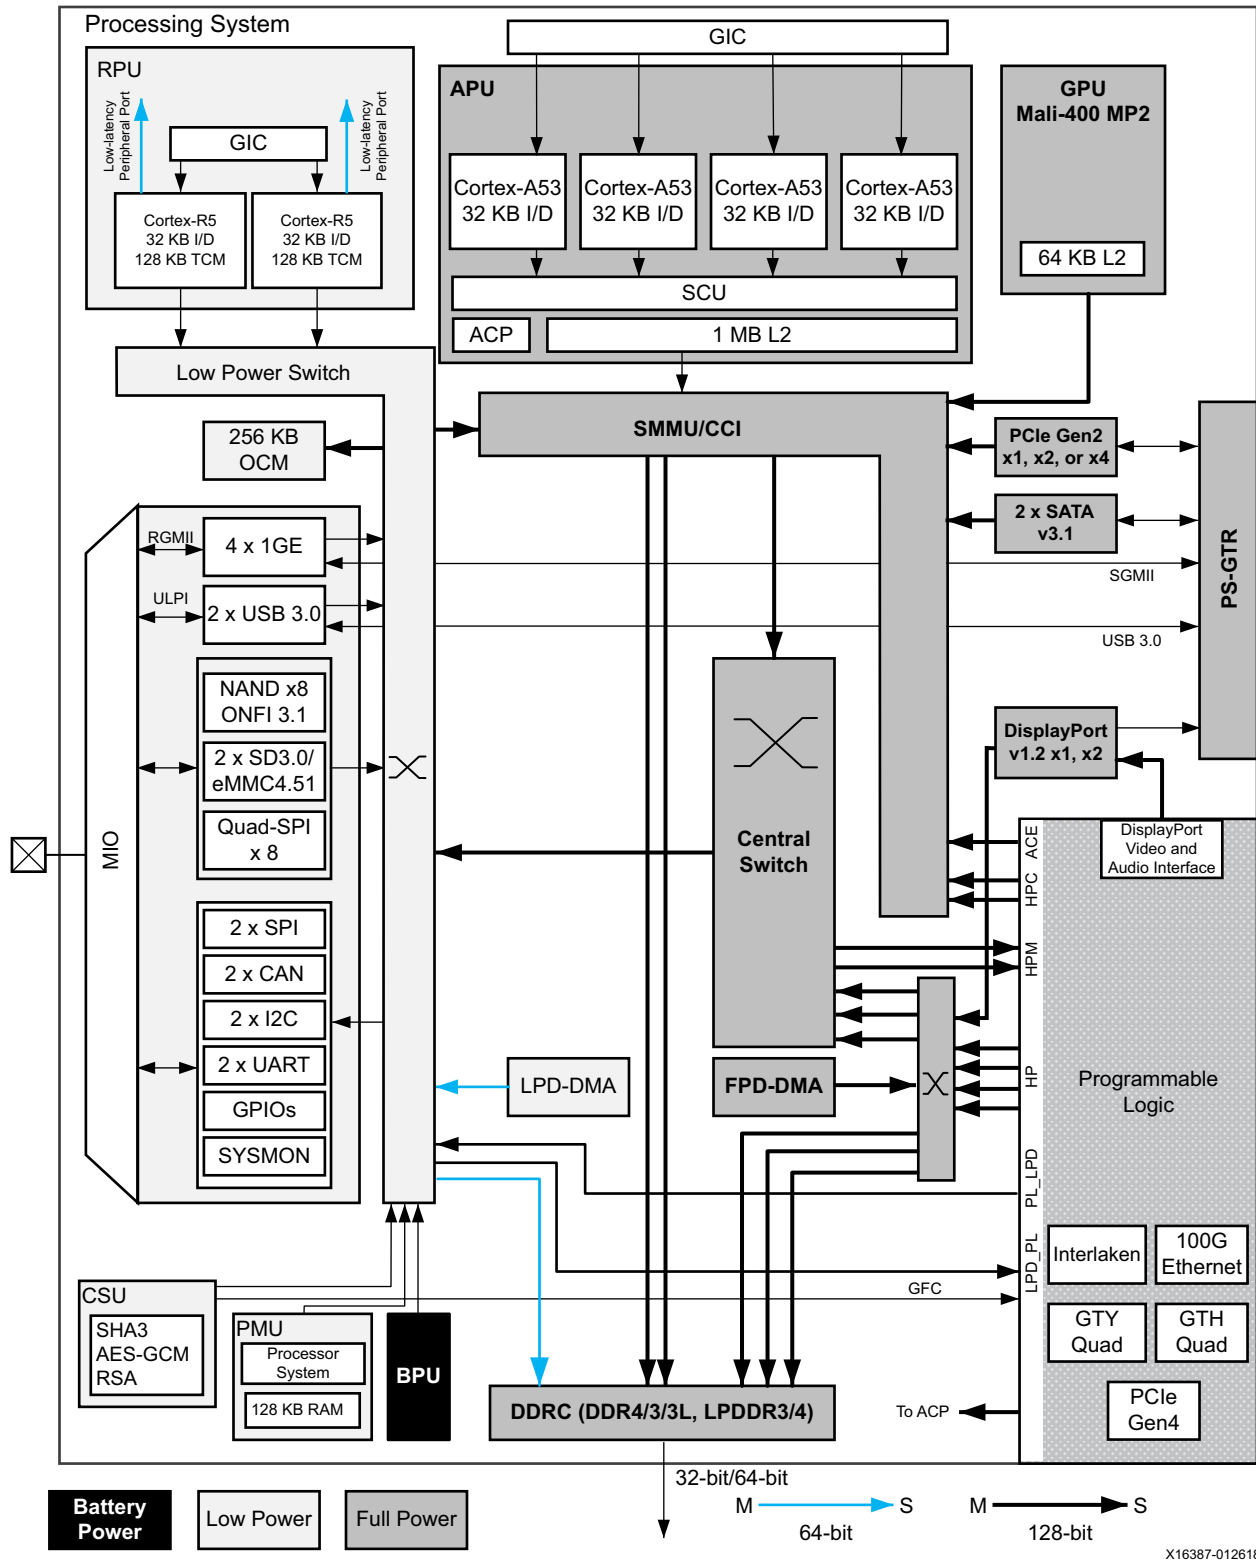 Processing System
RPU
Low-latency
Peripheral Port
Low-latency
Peripheral Port
GIC
Cortex-R5
32 KB I/D
128 KB TCM
Cortex-R5
32 KB I/D
128 KB TCM
GIC
APU
Cortex-A53
32 KB I/D
Cortex-A53
32 KB I/D
Cortex-A53
32 KB I/D
Cortex-A53
32 KB I/D
SCU
ACP
1 MB L2
GPU
Mali-400 MP2
64 KB L2
Low Power Switch
256 KB
OCM
SMMU/CCI
PCIe Gen2
x1, x2, or x4
2 x SATA
v3.1
PS-GTR
SGMII
USB 3.0
MIO
RGMII
4 x 1GE
ULPI
2 x USB 3.0
NAND x8
ONFI 3.1
2 x SD3.0/
eMMC4.51
Quad-SPI
x 8
2 x SPI
2 x CAN
2 x I2C
2 x UART
GPIOs
SYSMON
Central
Switch
DisplayPort
v1.2 x1, x2
DisplayPort
Video and
Audio Interface
ACE
HPC
HPM
HP
PL_LPD
LPD_PL
Programmable
Logic
LPD-DMA
FPD-DMA
Interlaken
100G
Ethernet
GTY
Quad
GTH
Quad
PCIe
Gen4
GFC
To ACP
CSU
SHA3
AES-GCM
RSA
PMU
Processor
System
128 KB RAM
BPU
DDRC (DDR4/3/3L, LPDDR3/4)
32-bit/64-bit
Battery
Power
Low Power
Full Power
M
S
64-bit
M
S
128-bit
X16387-012618